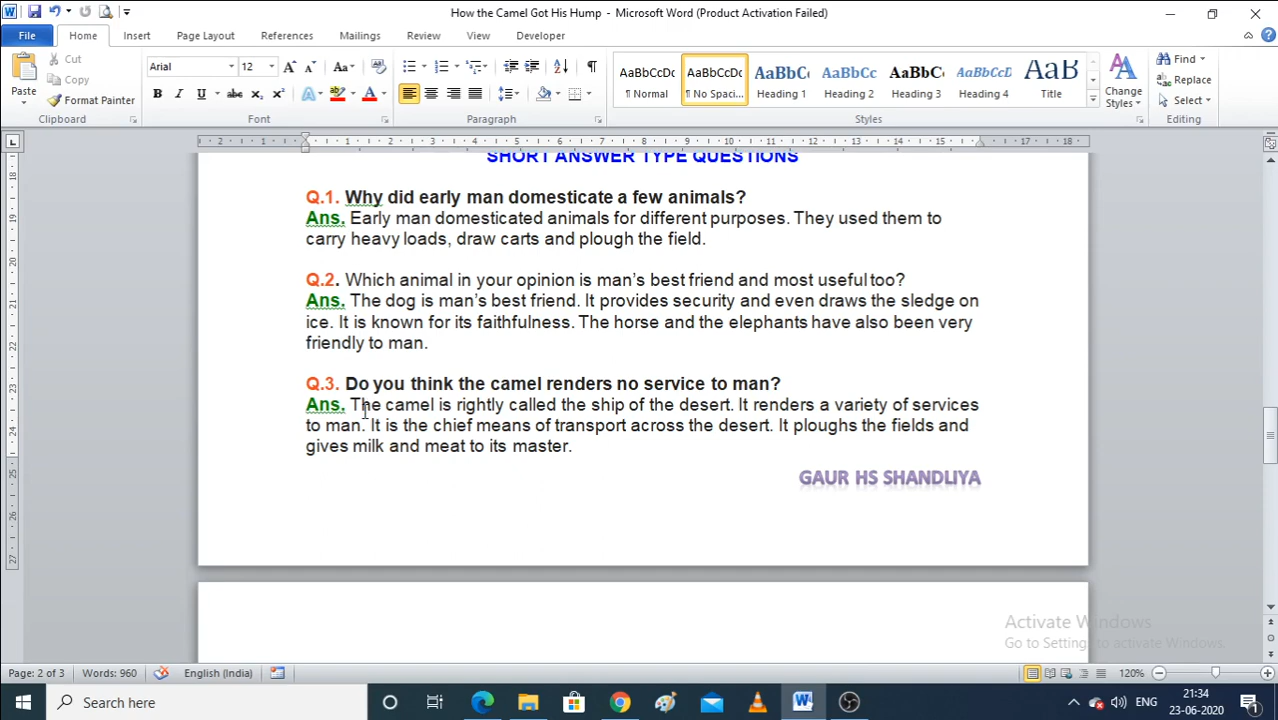 How the Camel Got His Hump - Microsoft Word (Product Activation Failed)
File Home Insert Page Layout References Mailings Review View Developer
Paste Cut Copy Format Painter Clipboard
Arial 12 Font
Paragraph
AaBbCcDc ¶ Normal AaBbCcDc ¶ No Spaci... AaBbC Heading 1 AaBbCc Heading 2 AaBbCc Heading 3 AaBbCcD Heading 4 AaB Title Change Styles Styles
Find Replace Select Editing
SHORT ANSWER TYPE QUESTIONS
Q.1. Why did early man domesticate a few animals?
Ans. Early man domesticated animals for different purposes. They used them to
carry heavy loads, draw carts and plough the field.
Q.2. Which animal in your opinion is man's best friend and most useful too?
Ans. The dog is man's best friend. It provides security and even draws the sledge on
ice. It is known for its faithfulness. The horse and the elephants have also been very
friendly to man.
Q.3. Do you think the camel renders no service to man?
Ans. The camel is rightly called the ship of the desert. It renders a variety of services
to man. It is the chief means of transport across the desert. It ploughs the fields and
gives milk and meat to its master.
GAUR HS SHANDLIYA
Activate Windows
Go to Settings to activate Windows.
Page: 2 of 3 Words: 960 English (India) 120%
Search here ENG 21:34
23-06-2020